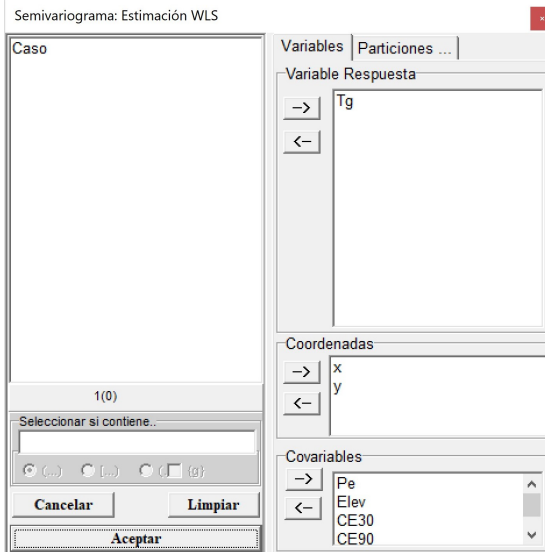 Semivariograma: Estimación WLS
×
Caso
1(0)
Seleccionar si contiene..
(...)
[...)
(.
{g}
Cancelar
Limpiar
Aceptar
Variables
Particiones ...
Variable Respuesta
-->
<--
Tg
Coordenadas
-->
<--
x
y
Covariables
-->
<--
Pe
Elev
CE30
CE90